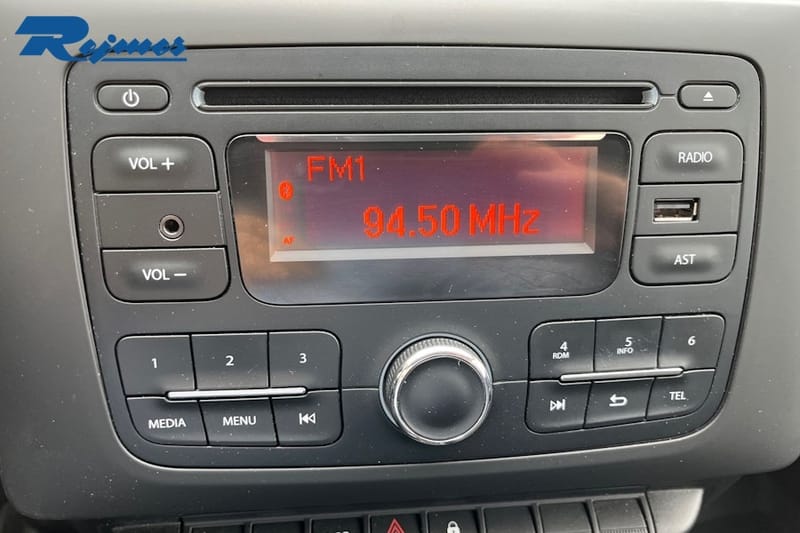 Rejmes
VOL +
RADIO
FM1
94.50 MHz
AF
VOL −
AST
1 2 3
4 RDM 5 INFO 6
MEDIA MENU
TEL